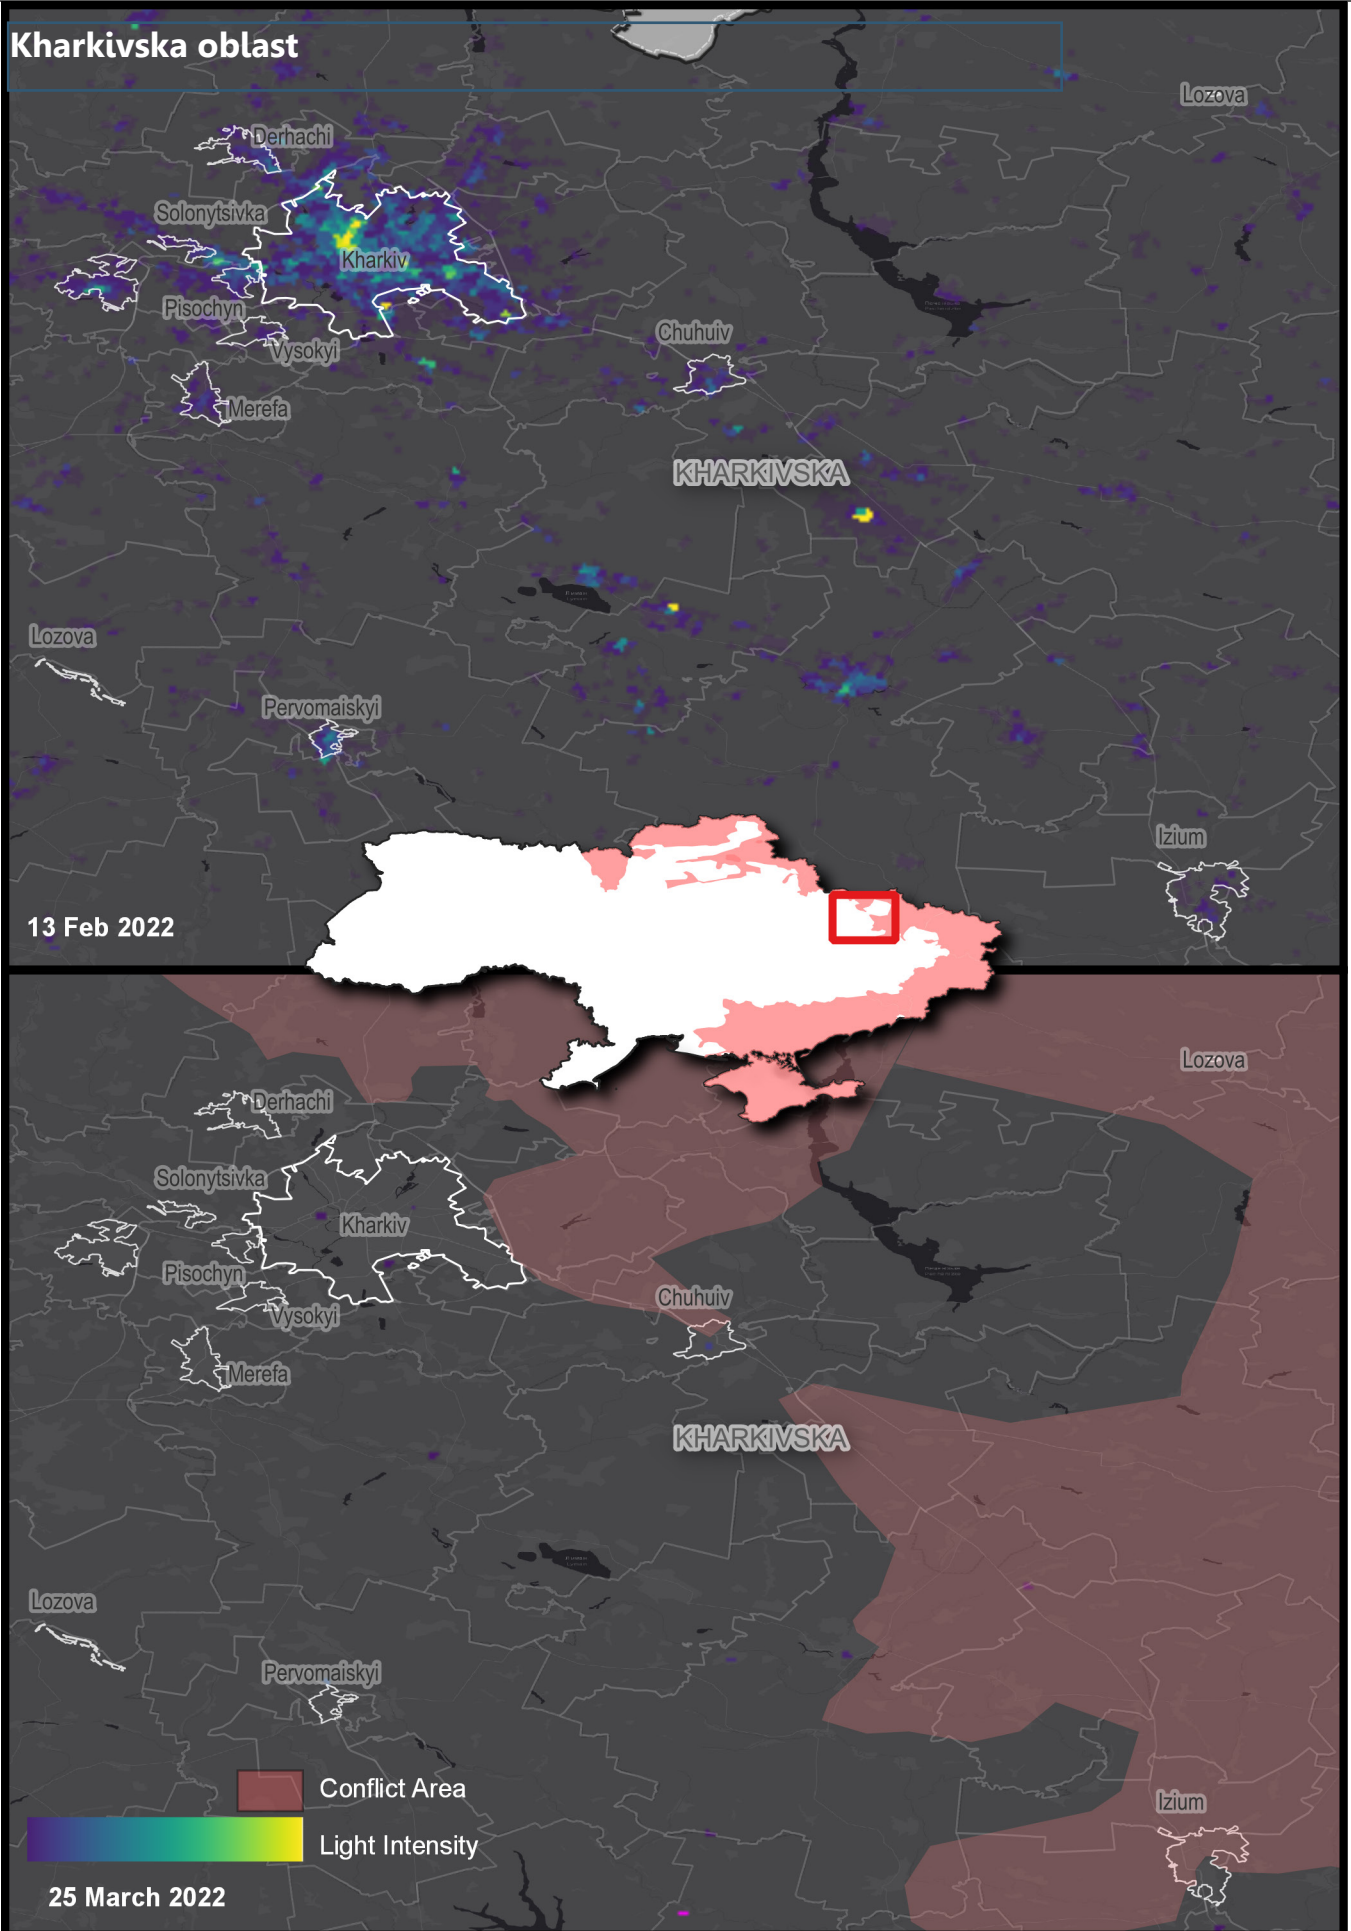 Kharkivska oblast
Lozova
Derhachi
Solonytsivka
Kharkiv
Pisochyn
Chuhuiv
Vysokyi
Merefa
KHARKIVSKA
Lozova
Pervomaiskyi
Izium
13 Feb 2022
Lozova
Derhachi
Solonytsivka
Kharkiv
Pisochyn
Chuhuiv
Vysokyi
Merefa
KHARKIVSKA
Lozova
Pervomaiskyi
Conflict Area
Izium
Light Intensity
25 March 2022